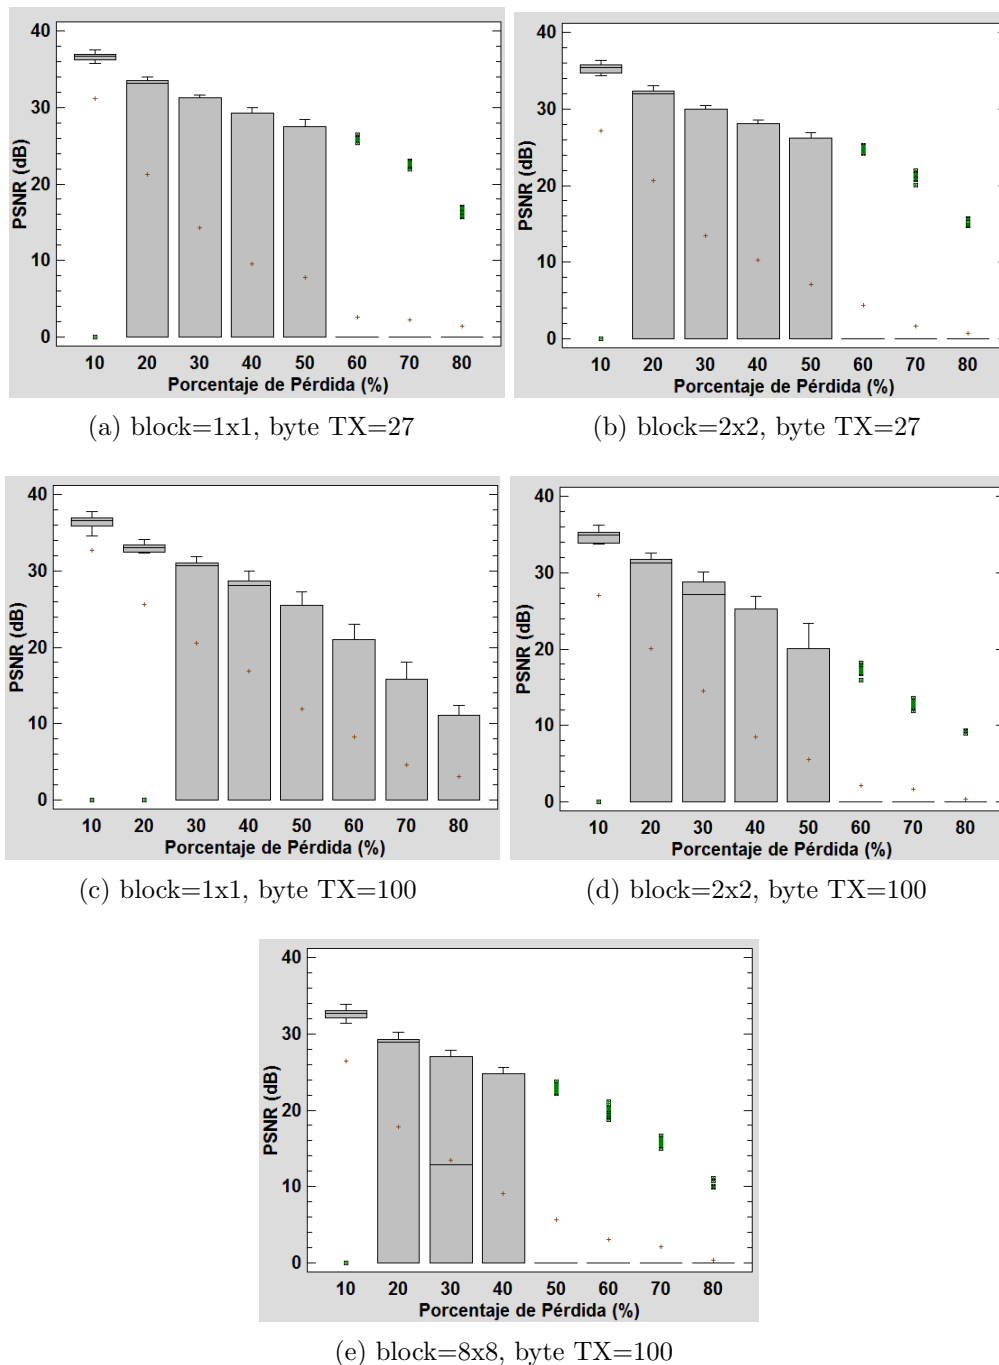 40
30
20
10
0
PSNR (dB)
10 20 30 40 50 60 70 80
Porcentaje de Pérdida (%)
(a) block=1x1, byte TX=27
40
30
20
10
0
PSNR (dB)
10 20 30 40 50 60 70 80
Porcentaje de Pérdida (%)
(b) block=2x2, byte TX=27
40
30
20
10
0
PSNR (dB)
10 20 30 40 50 60 70 80
Porcentaje de Pérdida (%)
(c) block=1x1, byte TX=100
40
30
20
10
0
PSNR (dB)
10 20 30 40 50 60 70 80
Porcentaje de Pérdida (%)
(d) block=2x2, byte TX=100
40
30
20
10
0
PSNR (dB)
10 20 30 40 50 60 70 80
Porcentaje de Pérdida (%)
(e) block=8x8, byte TX=100